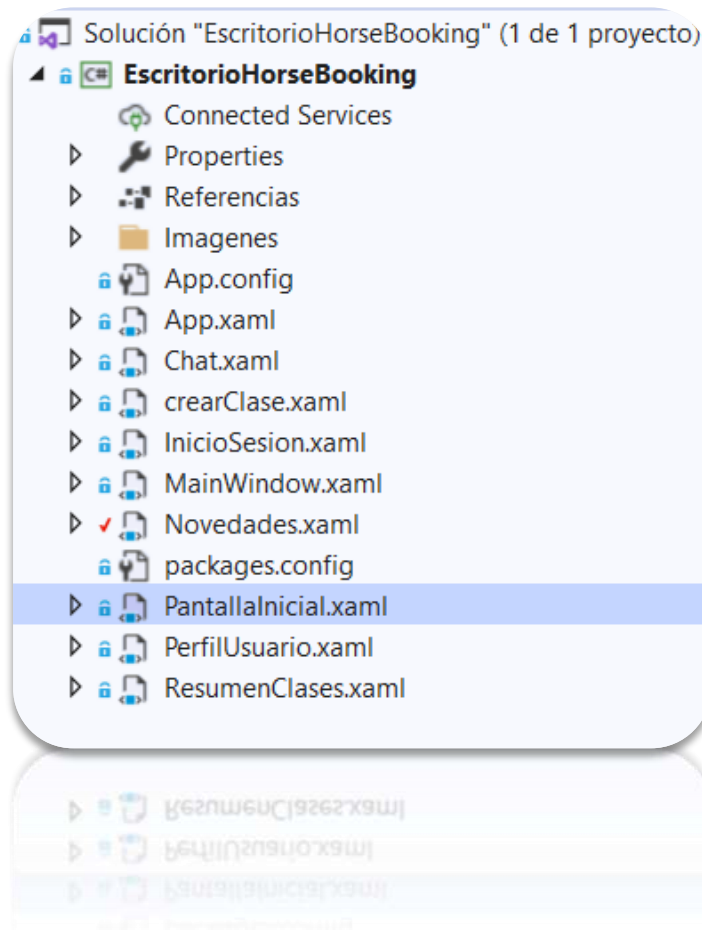 Solución "EscritorioHorseBooking" (1 de 1 proyecto)
C# EscritorioHorseBooking
Connected Services
Properties
Referencias
Imagenes
App.config
App.xaml
Chat.xaml
crearClase.xaml
InicioSesion.xaml
MainWindow.xaml
Novedades.xaml
packages.config
PantallaInicial.xaml
PerfilUsuario.xaml
ResumenClases.xaml